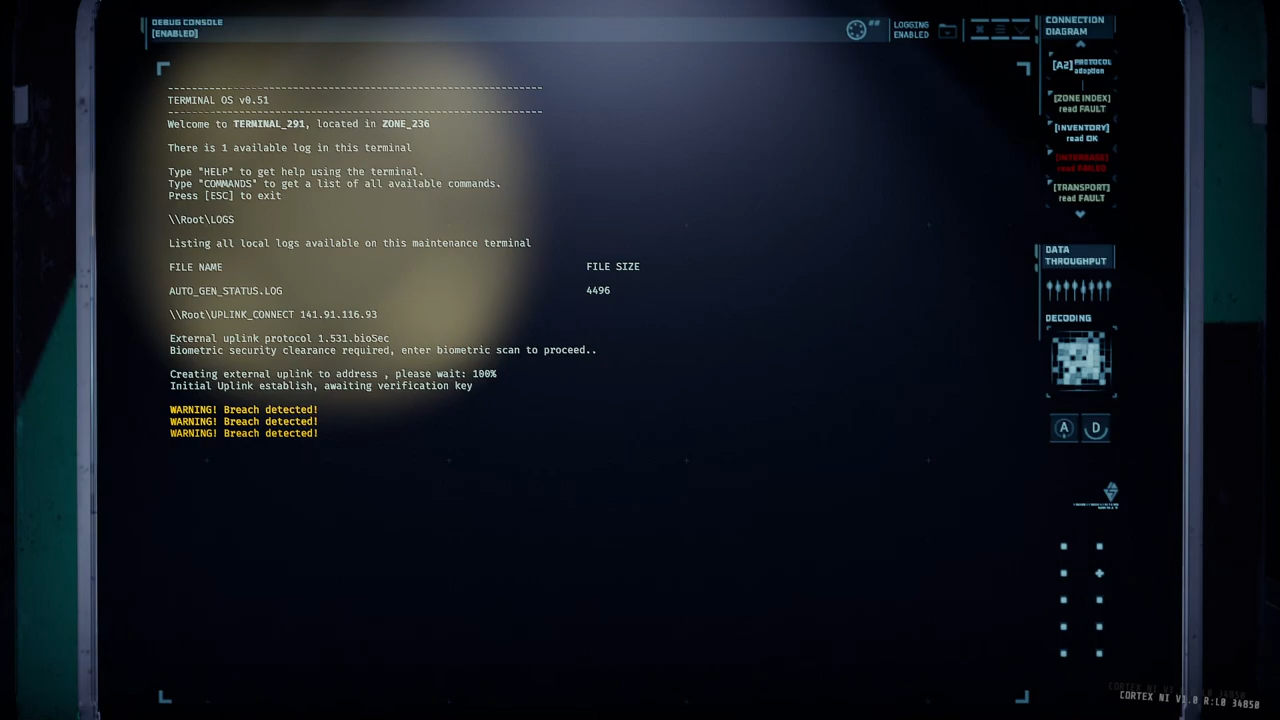 DEBUG CONSOLE
[ENABLED]
LOGGING
ENABLED
CONNECTION
DIAGRAM
[A2] PROTOCOL
adoption
[ZONE INDEX]
read FAULT
[INVENTORY]
read OK
[INTERBASE]
read FAILED
[TRANSPORT]
read FAULT
DATA
THROUGHPUT
DECODING
A D
-----------------------------------------------------------------
TERMINAL OS v0.51
-----------------------------------------------------------------
Welcome to TERMINAL_291, located in ZONE_236
There is 1 available log in this terminal
Type "HELP" to get help using the terminal.
Type "COMMANDS" to get a list of all available commands.
Press [ESC] to exit
\\Root\LOGS
Listing all local logs available on this maintenance terminal
FILE NAME FILE SIZE
AUTO_GEN_STATUS.LOG 4496
\\Root\UPLINK_CONNECT 141.91.116.93
External uplink protocol 1.531.bioSec
Biometric security clearance required, enter biometric scan to proceed..
Creating external uplink to address , please wait: 100%
Initial Uplink establish, awaiting verification key
WARNING! Breach detected!
WARNING! Breach detected!
WARNING! Breach detected!
CORTEX NI V1.0 R:L0 34850